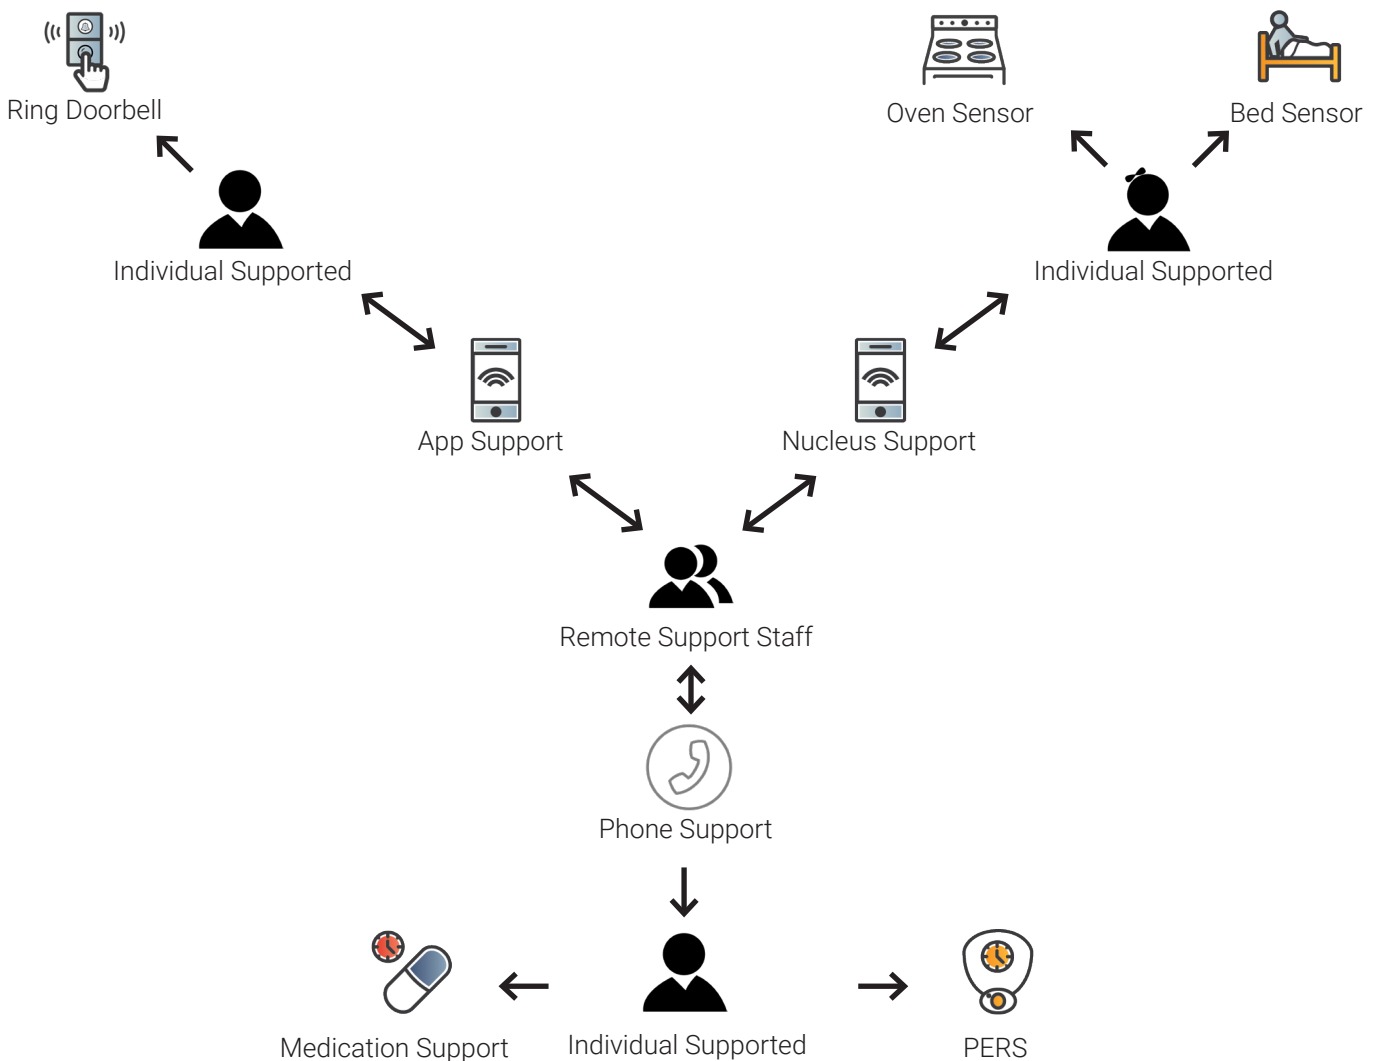 Ring Doorbell
Oven Sensor
Bed Sensor
Individual Supported
Individual Supported
App Support
Nucleus Support
Remote Support Staff
Phone Support
Medication Support
Individual Supported
PERS